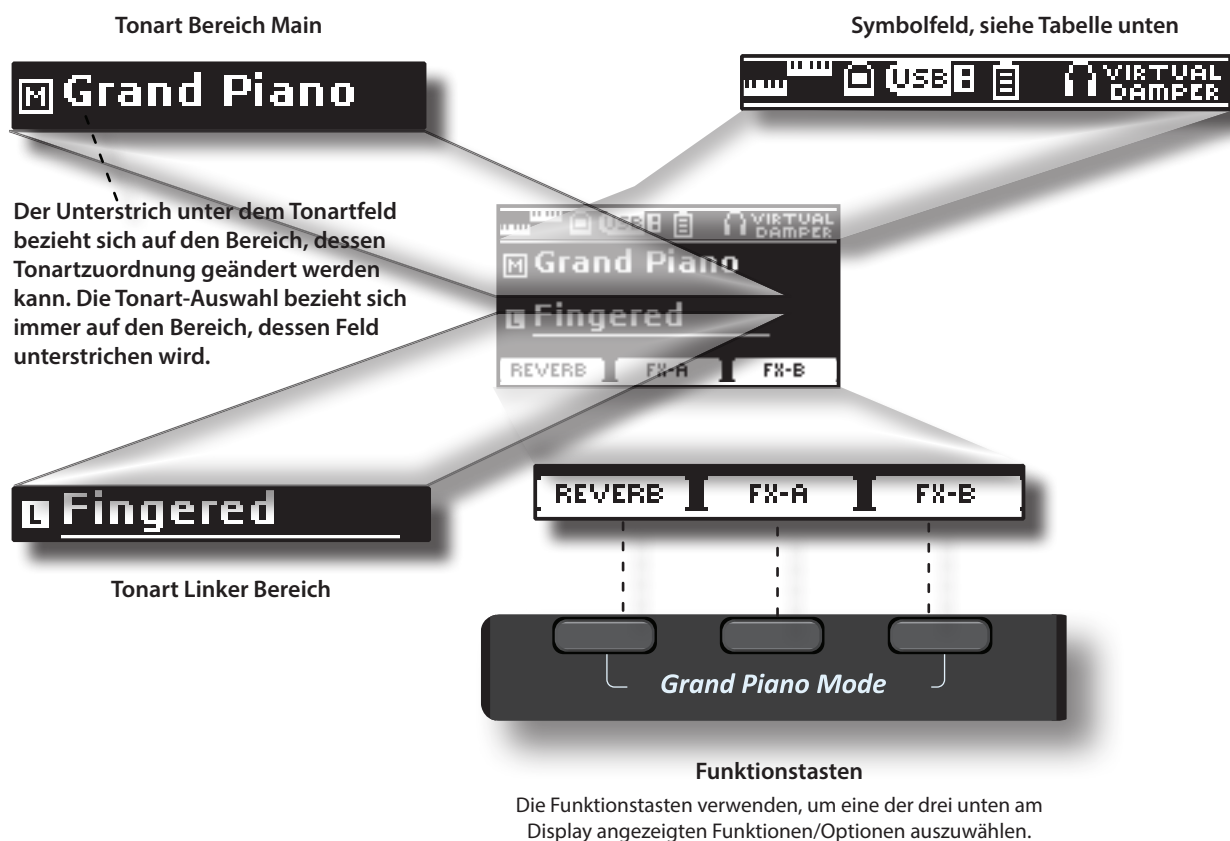 Tonart Bereich Main
Symbolfeld, siehe Tabelle unten
M Grand Piano
USB VIRTUAL
DAMPER
Der Unterstrich unter dem Tonartfeld
bezieht sich auf den Bereich, dessen
Tonartzuordnung geändert werden
kann. Die Tonart-Auswahl bezieht sich
immer auf den Bereich, dessen Feld
unterstrichen wird.
USB VIRTUAL
DAMPER
M Grand Piano
L Fingered
REVERB FX-A FX-B
L Fingered
Tonart Linker Bereich
REVERB FX-A FX-B
Grand Piano Mode
Funktionstasten
Die Funktionstasten verwenden, um eine der drei unten am
Display angezeigten Funktionen/Optionen auszuwählen.